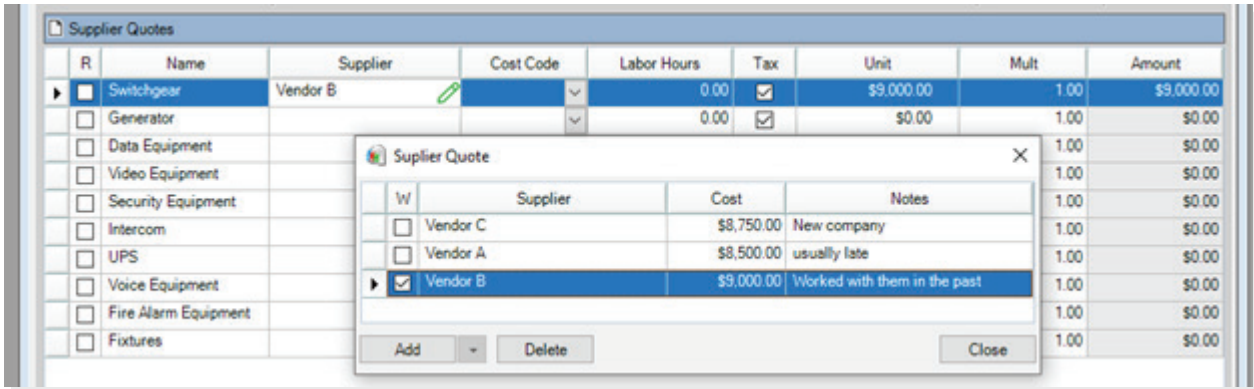 Supplier Quotes
R Name Supplier Cost Code Labor Hours Tax Unit Mult Amount
Switchgear Vendor B 0.00 $9,000.00 1.00 $9,000.00
Generator 0.00 $0.00 1.00 $0.00
Data Equipment 1.00 $0.00
Video Equipment 1.00 $0.00
Security Equipment 1.00 $0.00
Intercom 1.00 $0.00
UPS 1.00 $0.00
Voice Equipment 1.00 $0.00
Fire Alarm Equipment 1.00 $0.00
Fixtures 1.00 $0.00
Suplier Quote
W Supplier Cost Notes
Vendor C $8,750.00 New company
Vendor A $8,500.00 usually late
Vendor B $9,000.00 Worked with them in the past
Add Delete Close